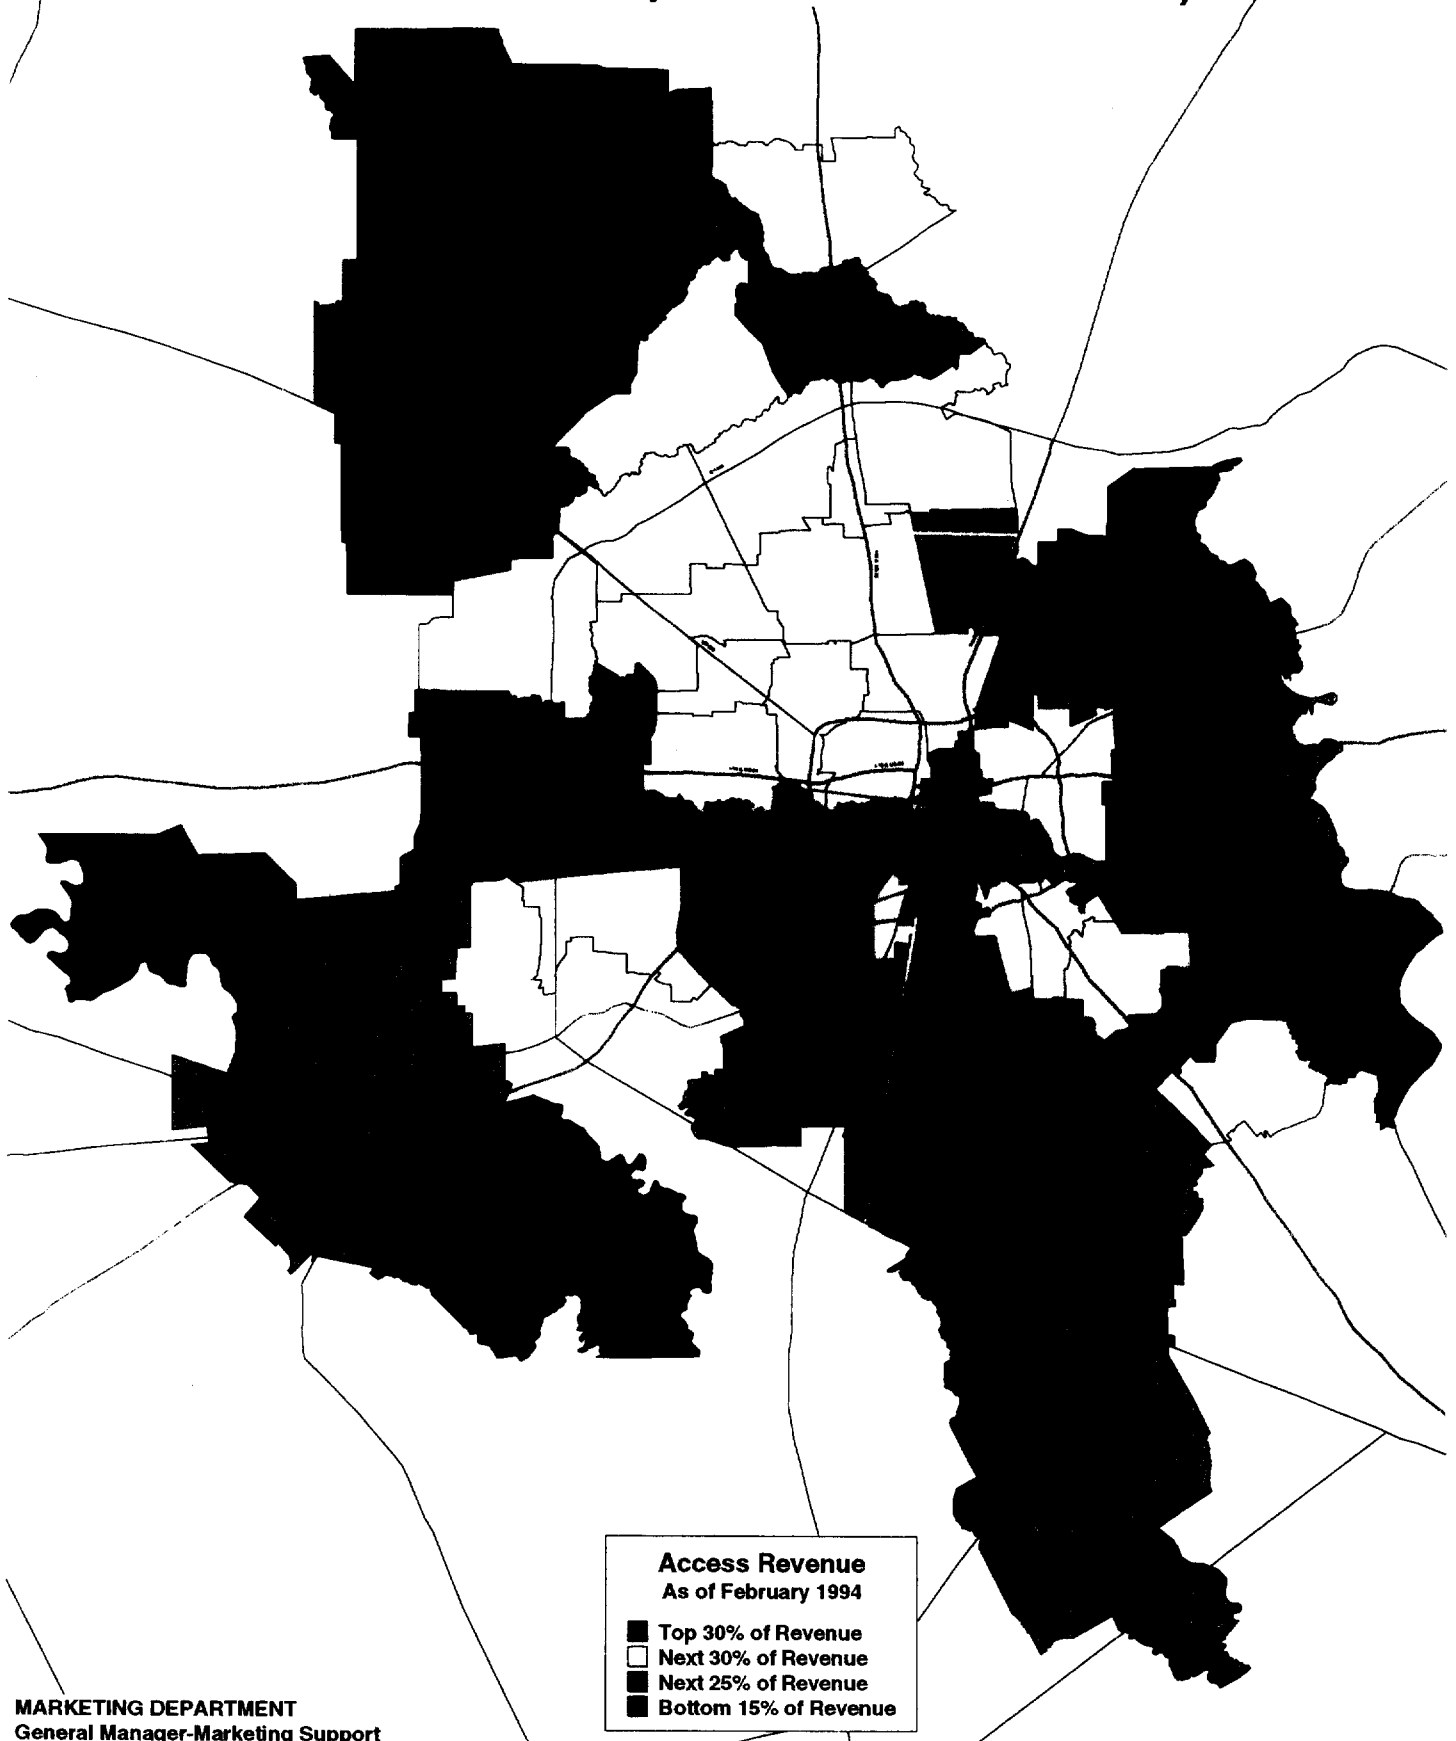 Access Revenue
As of February 1994
Top 30% of Revenue
Next 30% of Revenue
Next 25% of Revenue
Bottom 15% of Revenue
MARKETING DEPARTMENT
General Manager-Marketing Support